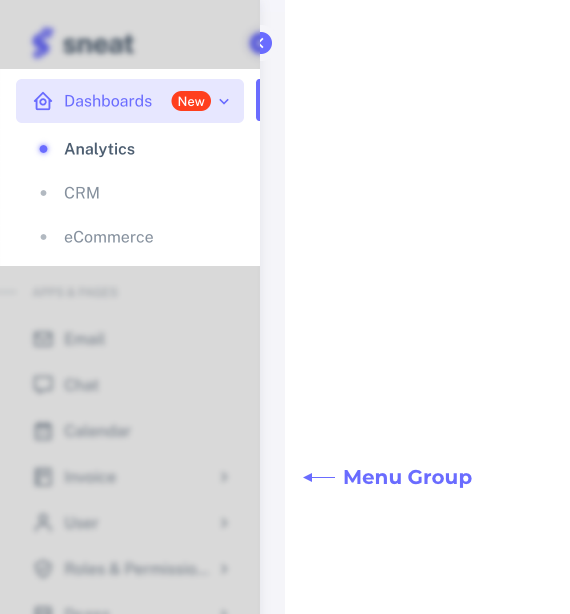 sneat
Dashboards New
Analytics
CRM
eCommerce
APPS & PAGES
Email
Chat
Calendar
Invoice
Menu Group
User
Roles & Permissio...